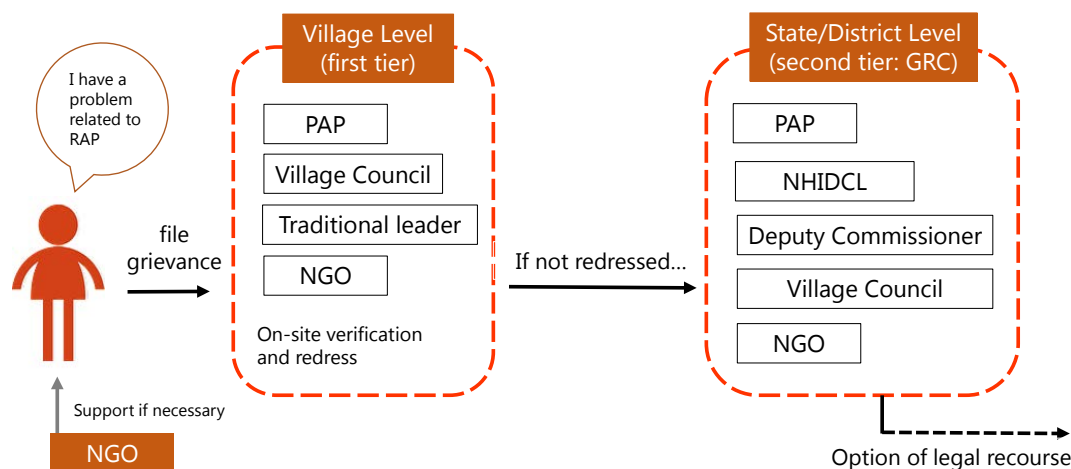 I have a
problem
related to
RAP
file
grievance
Support if necessary
NGO
Village Level
(first tier)
PAP
Village Council
Traditional leader
NGO
On-site verification
and redress
If not redressed...
State/District Level
(second tier: GRC)
PAP
NHIDCL
Deputy Commissioner
Village Council
NGO
Option of legal recourse